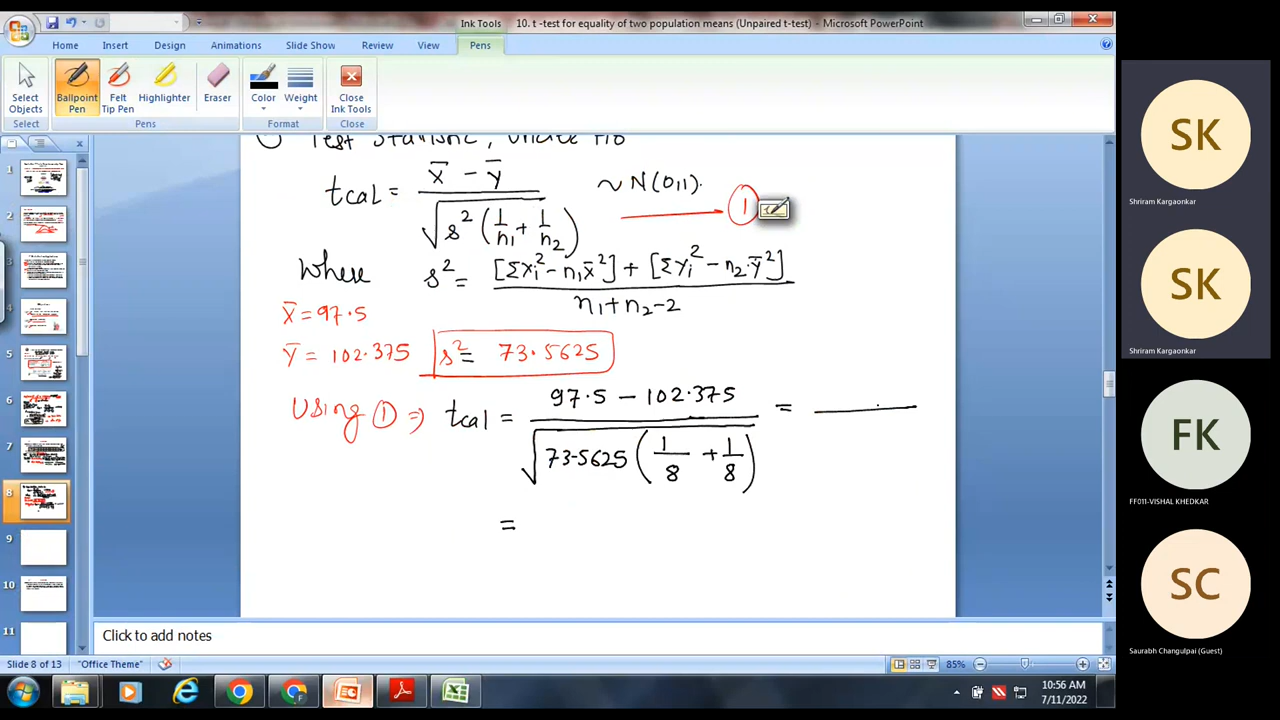 Ink Tools
10. t -test for equality of two population means (Unpaired t-test) - Microsoft PowerPoint
Home Insert Design Animations Slide Show Review View Pens
Select Objects Ballpoint Pen Felt Tip Pen Highlighter Eraser Color Weight Close Ink Tools
Select Pens Format Close
Test Statistic, under H0
tcal = x̄ - ȳ / √s² (1/n1 + 1/n2) ~ N(0,1). ①
Where s² = [Σxi² - n1x̄²] + [Σyi² - n2.ȳ²] / n1+n2-2
x̄ = 97.5
ȳ = 102.375 s² = 73.5625
Using ① ⇒ tcal = 97.5 - 102.375 / √73.5625 (1/8 + 1/8) =
=
1
2
3
4
5
6
7
8
9
10
11
Click to add notes
Slide 8 of 13 "Office Theme" 85%
10:56 AM
7/11/2022
SK
Shriram Kargaonkar
SK
Shriram Kargaonkar
FK
FF011-VISHAL KHEDKAR
SC
Saurabh Changulpai (Guest)